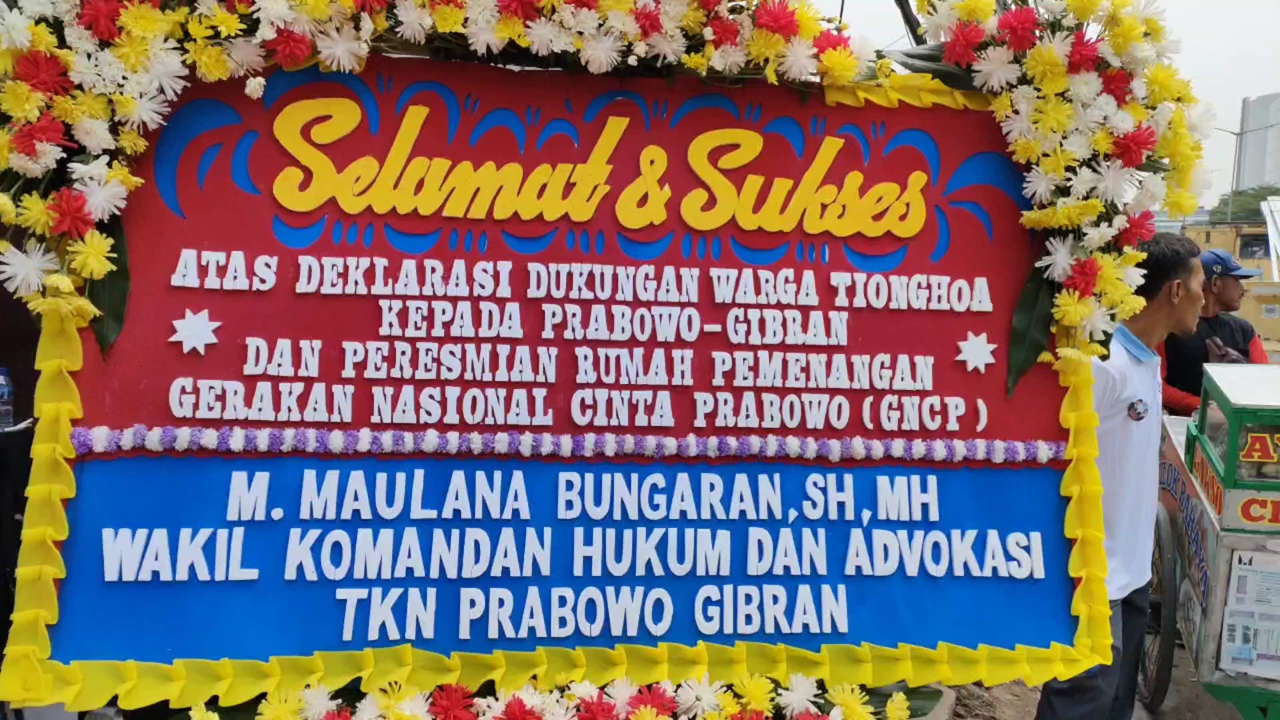 Selamat & Sukses
ATAS DEKLARASI DUKUNGAN WARGA TIONGHOA
KEPADA PRABOWO-GIBRAN
DAN PERESMIAN RUMAH PEMENANGAN
GERAKAN NASIONAL CINTA PRABOWO (GNCP)
M. MAULANA BUNGARAN, SH, MH
WAKIL KOMANDAN HUKUM DAN ADVOKASI
TKN PRABOWO GIBRAN